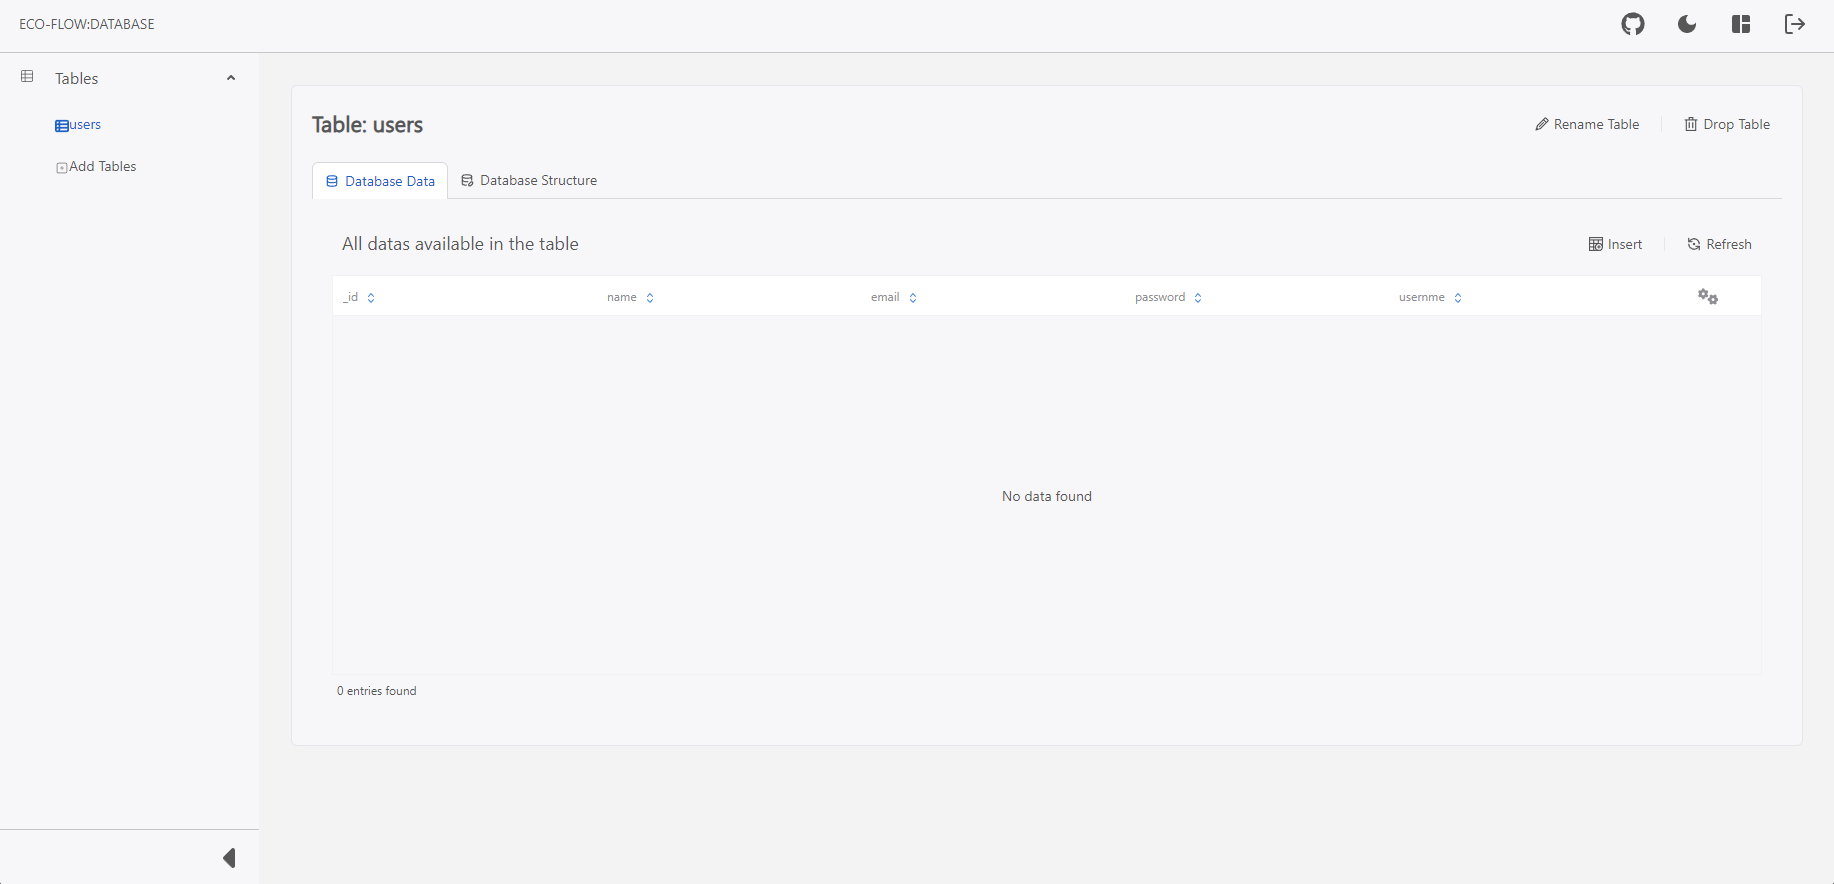 ECO-FLOW:DATABASE
Tables
users
Add Tables
Table: users
Rename Table
Drop Table
Database Data
Database Structure
All datas available in the table
Insert
Refresh
_id name email password usernme
No data found
0 entries found